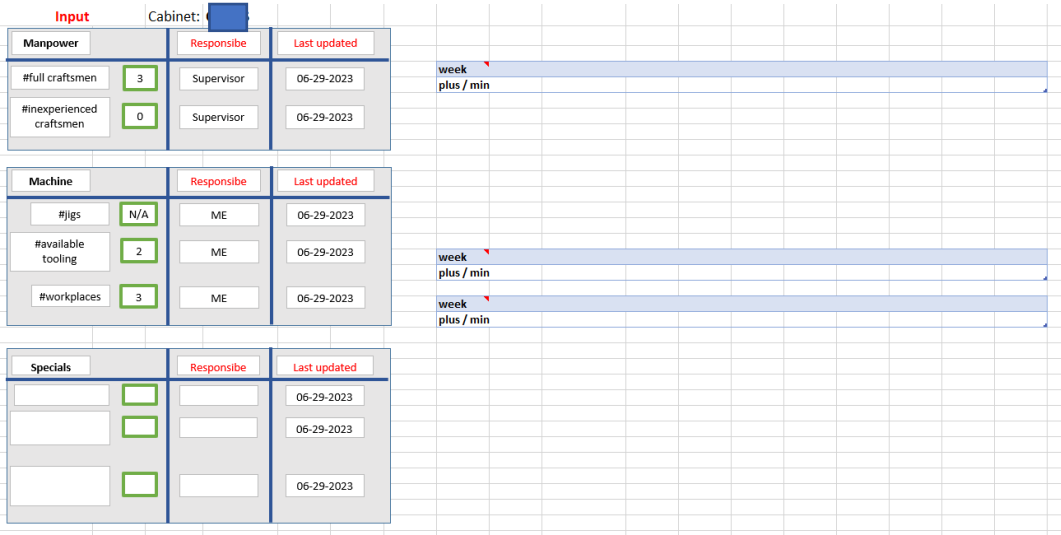 Input
Cabinet:
Manpower Responsibe Last updated
#full craftsmen 3 Supervisor 06-29-2023
#inexperienced
craftsmen 0 Supervisor 06-29-2023
week
plus / min
Machine Responsibe Last updated
#jigs N/A ME 06-29-2023
#available
tooling 2 ME 06-29-2023
#workplaces 3 ME 06-29-2023
week
plus / min
week
plus / min
Specials Responsibe Last updated
06-29-2023
06-29-2023
06-29-2023